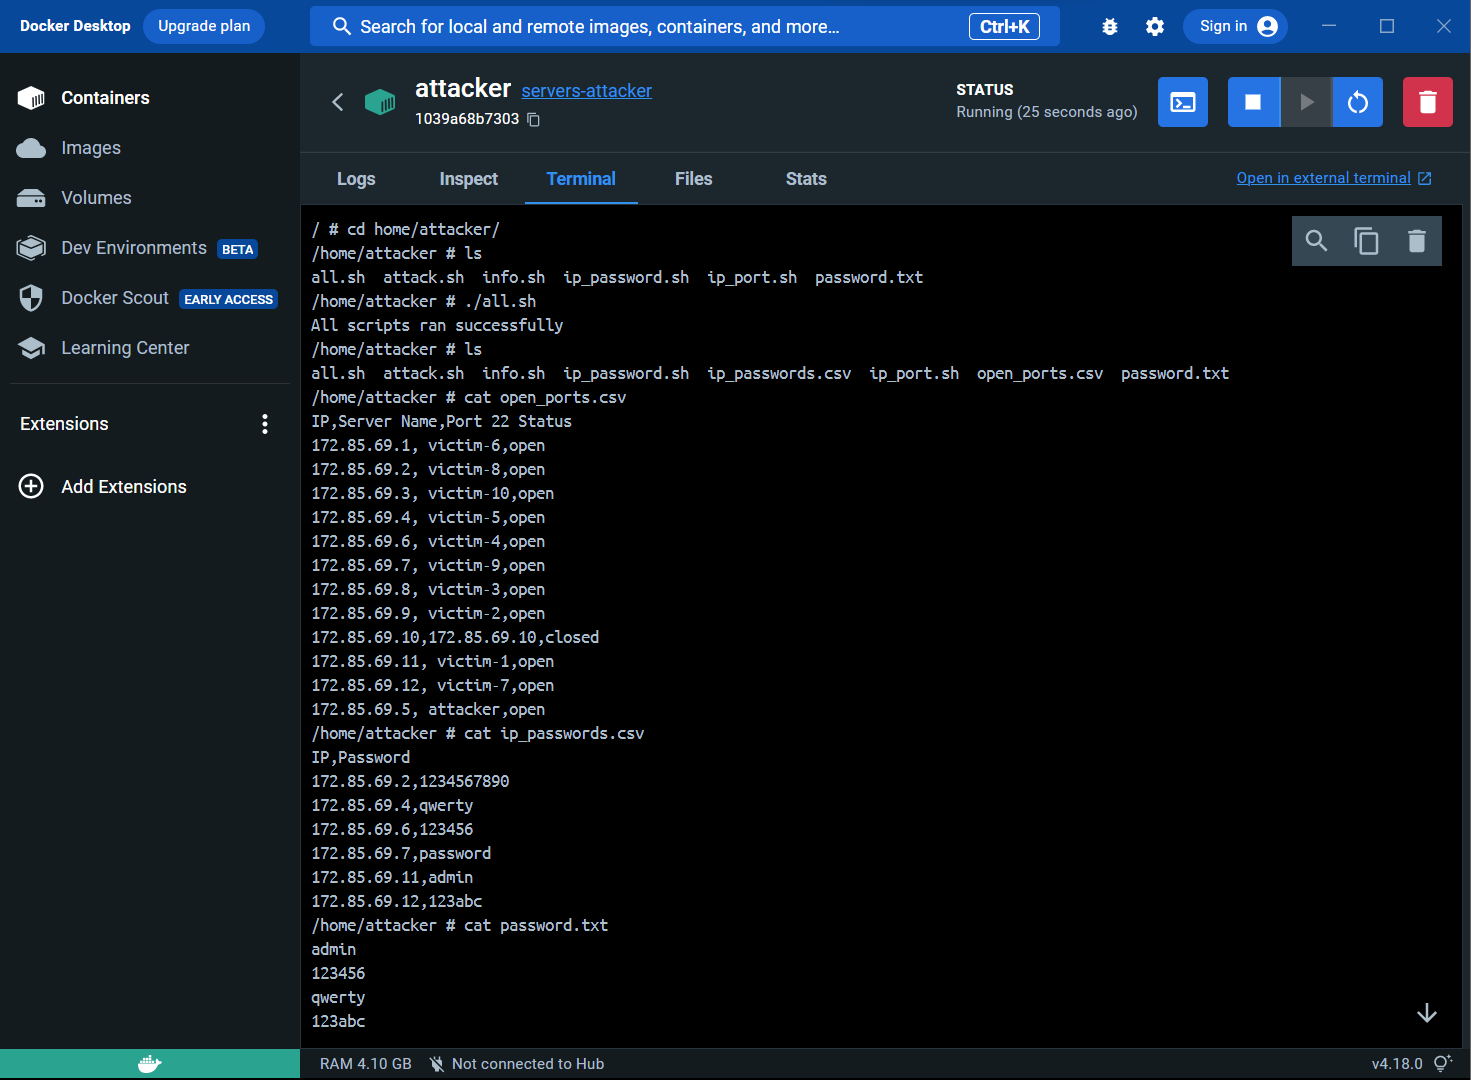 Docker Desktop
Upgrade plan
Search for local and remote images, containers, and more...
Ctrl+K
Sign in
Containers
Images
Volumes
Dev Environments BETA
Docker Scout EARLY ACCESS
Learning Center
Extensions
Add Extensions
attacker servers-attacker
1039a68b7303
STATUS
Running (25 seconds ago)
Logs Inspect Terminal Files Stats
Open in external terminal
/ # cd home/attacker/
/home/attacker # ls
all.sh  attack.sh  info.sh  ip_password.sh  ip_port.sh  password.txt
/home/attacker # ./all.sh
All scripts ran successfully
/home/attacker # ls
all.sh  attack.sh  info.sh  ip_password.sh  ip_passwords.csv  ip_port.sh  open_ports.csv  password.txt
/home/attacker # cat open_ports.csv
IP,Server Name,Port 22 Status
172.85.69.1, victim-6,open
172.85.69.2, victim-8,open
172.85.69.3, victim-10,open
172.85.69.4, victim-5,open
172.85.69.6, victim-4,open
172.85.69.7, victim-9,open
172.85.69.8, victim-3,open
172.85.69.9, victim-2,open
172.85.69.10,172.85.69.10,closed
172.85.69.11, victim-1,open
172.85.69.12, victim-7,open
172.85.69.5, attacker,open
/home/attacker # cat ip_passwords.csv
IP,Password
172.85.69.2,1234567890
172.85.69.4,qwerty
172.85.69.6,123456
172.85.69.7,password
172.85.69.11,admin
172.85.69.12,123abc
/home/attacker # cat password.txt
admin
123456
qwerty
123abc
RAM 4.10 GB
Not connected to Hub
v4.18.0